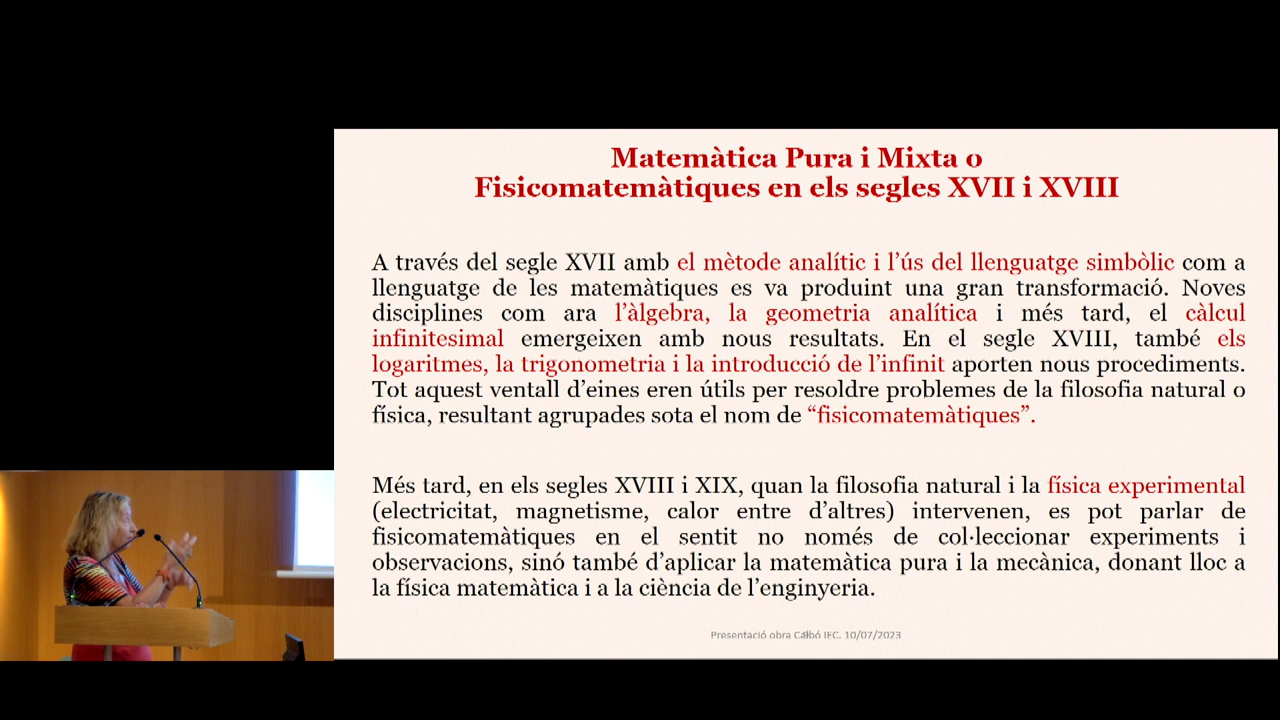 Matemàtica Pura i Mixta o
Fisicomatemàtiques en els segles XVII i XVIII
A través del segle XVII amb el mètode analític i l'ús del llenguatge simbòlic com a
llenguatge de les matemàtiques es va produint una gran transformació. Noves
disciplines com ara l'àlgebra, la geometria analítica i més tard, el càlcul
infinitesimal emergeixen amb nous resultats. En el segle XVIII, també els
logaritmes, la trigonometria i la introducció de l'infinit aporten nous procediments.
Tot aquest ventall d'eines eren útils per resoldre problemes de la filosofia natural o
física, resultant agrupades sota el nom de “fisicomatemàtiques”.
Més tard, en els segles XVIII i XIX, quan la filosofia natural i la física experimental
(electricitat, magnetisme, calor entre d'altres) intervenen, es pot parlar de
fisicomatemàtiques en el sentit no només de col·leccionar experiments i
observacions, sinó també d'aplicar la matemàtica pura i la mecànica, donant lloc a
la física matemàtica i a la ciència de l'enginyeria.
Presentació obra IEC. 10/07/2023